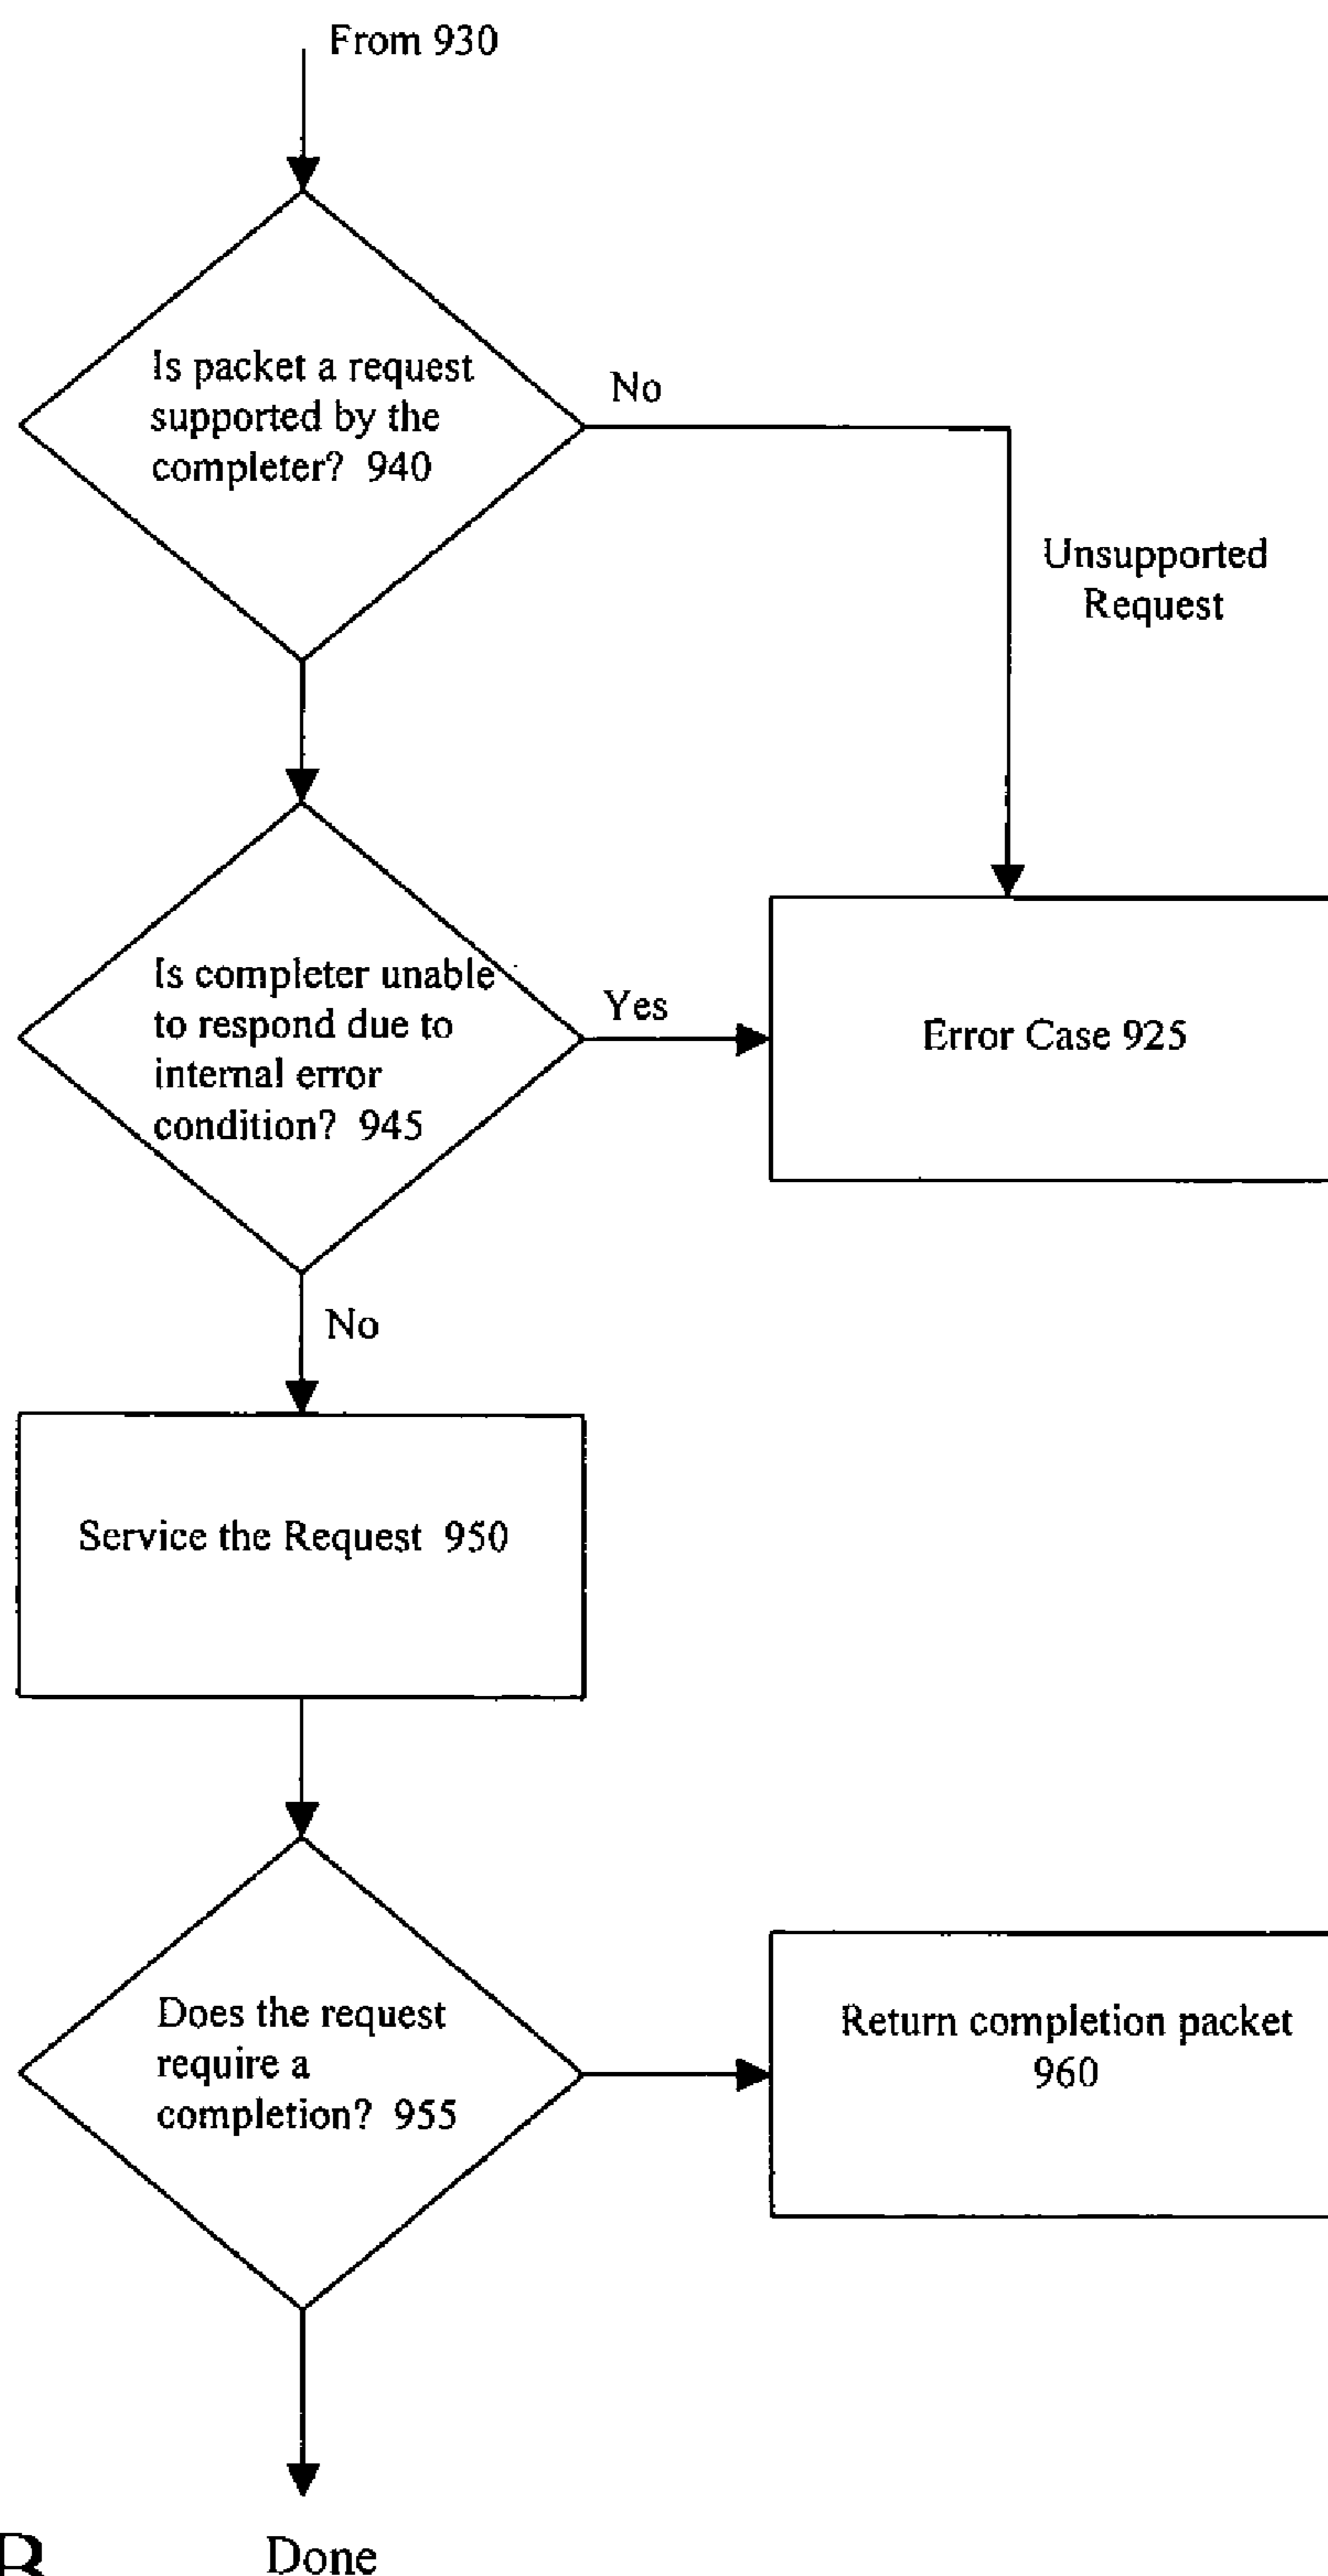 From 930
Is packet a request
supported by the
completer? 940
No
Unsupported
Request
Is completer unable
to respond due to
internal error
condition? 945
Yes
Error Case 925
No
Service the Request 950
Does the request
require a
completion? 955
Return completion packet
960
Done
B